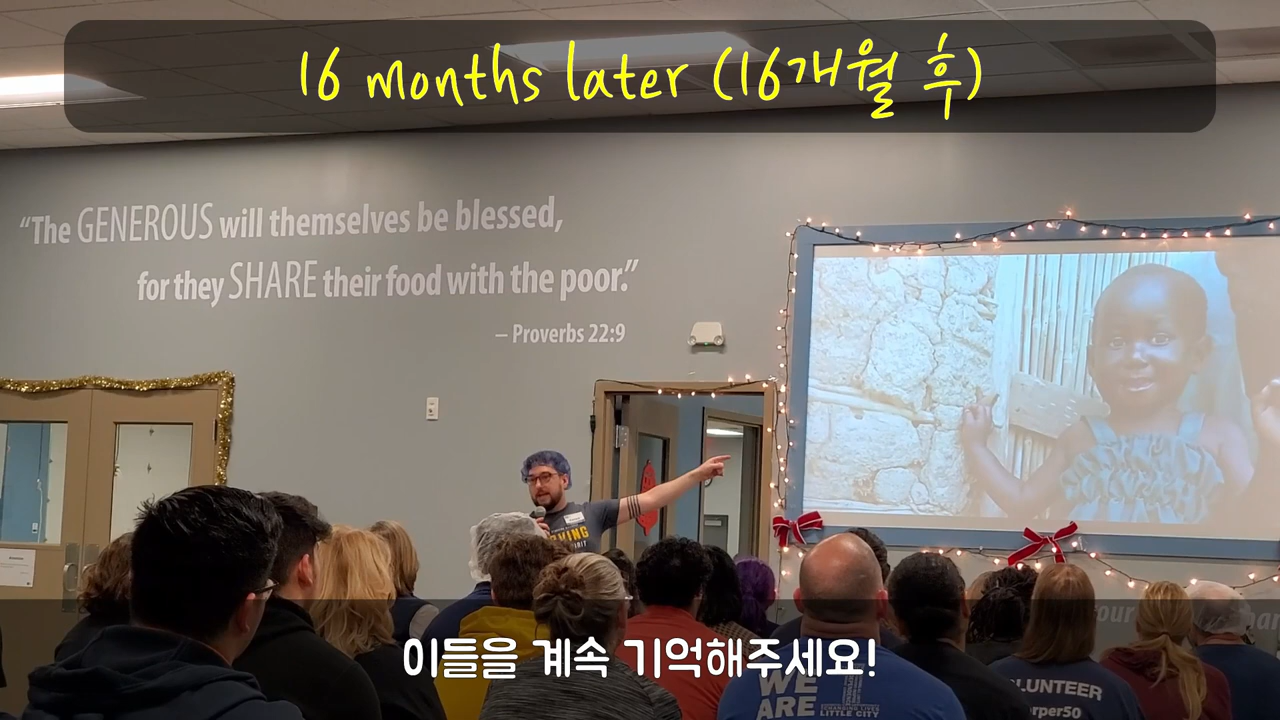 16 months later (16개월 후)
“The GENEROUS will themselves be blessed,
for they SHARE their food with the poor.”
– Proverbs 22:9
이들을 계속 기억해주세요!
WE
ARE
CHANGING LIVES
LITTLE CITY